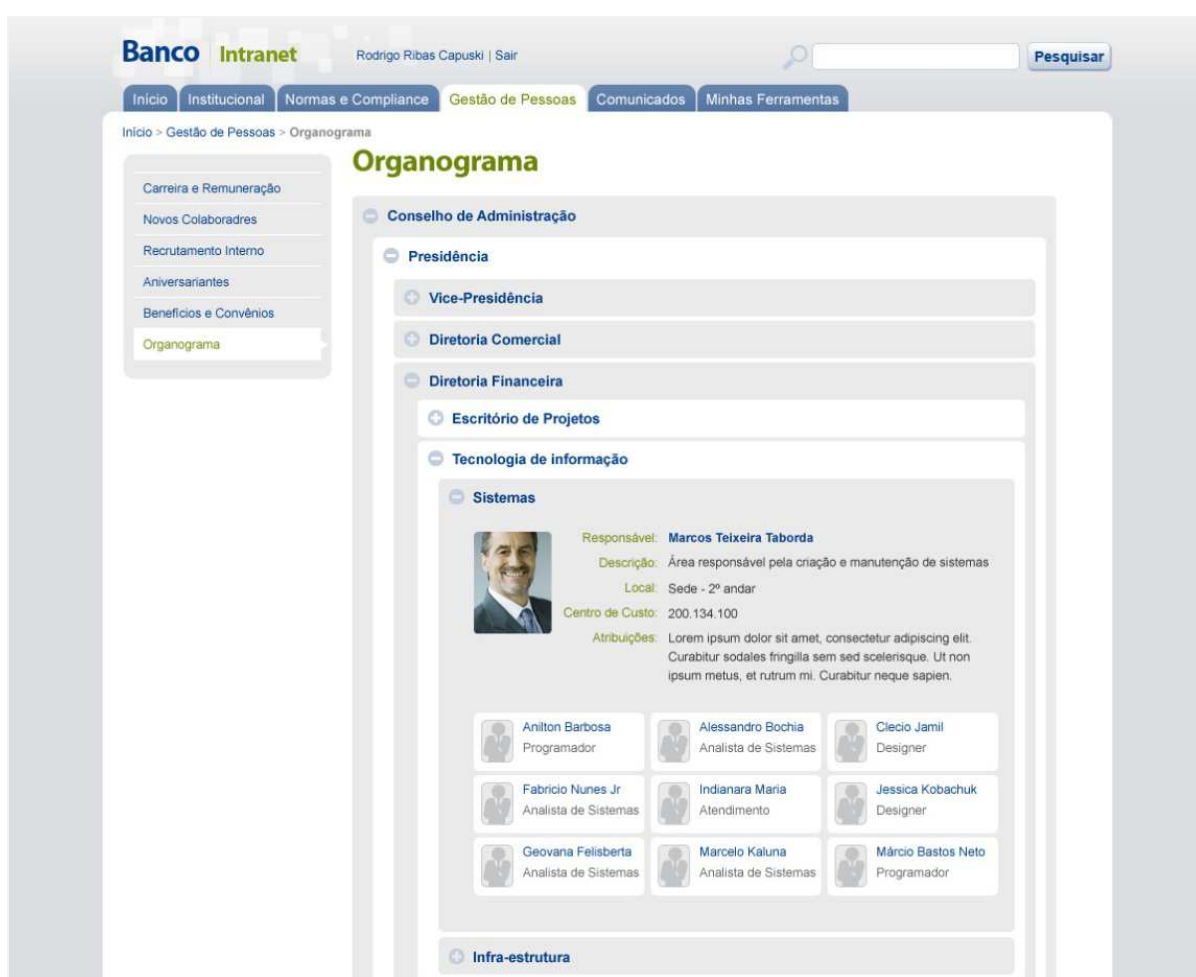 Banco Intranet
Rodrigo Ribas Capuski | Sair
Pesquisar
Início
Institucional
Normas e Compliance
Gestão de Pessoas
Comunicados
Minhas Ferramentas
Início > Gestão de Pessoas > Organograma
Carreira e Remuneração
Novos Colaboradres
Recrutamento Interno
Aniversariantes
Benefícios e Convênios
Organograma
Organograma
Conselho de Administração
Presidência
Vice-Presidência
Diretoria Comercial
Diretoria Financeira
Escritório de Projetos
Tecnologia de informação
Sistemas
Responsável: Marcos Teixeira Taborda
Descrição: Área responsável pela criação e manutenção de sistemas
Local: Sede - 2º andar
Centro de Custo: 200.134.100
Atribuições: Lorem ipsum dolor sit amet, consectetur adipiscing elit.
Curabitur sodales fringilla sem sed scelerisque. Ut non
ipsum metus, et rutrum mi. Curabitur neque sapien.
Anilton Barbosa
Programador
Alessandro Bochia
Analista de Sistemas
Clecio Jamil
Designer
Fabricio Nunes Jr
Analista de Sistemas
Indianara Maria
Atendimento
Jessica Kobachuk
Designer
Geovana Felisberta
Analista de Sistemas
Marcelo Kaluna
Analista de Sistemas
Márcio Bastos Neto
Programador
Infra-estrutura